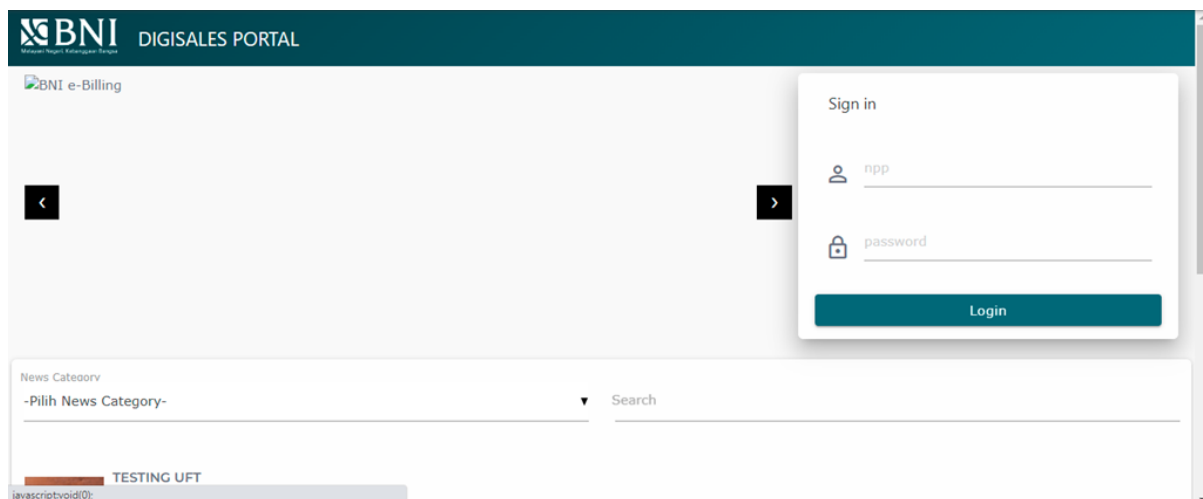 BNI
Melayani Negeri, Kebanggaan Bangsa
DIGISALES PORTAL
BNI e-Billing
Sign in
npp
password
Login
News Category
-Pilih News Category-
Search
TESTING UFT
javascript:void(0);